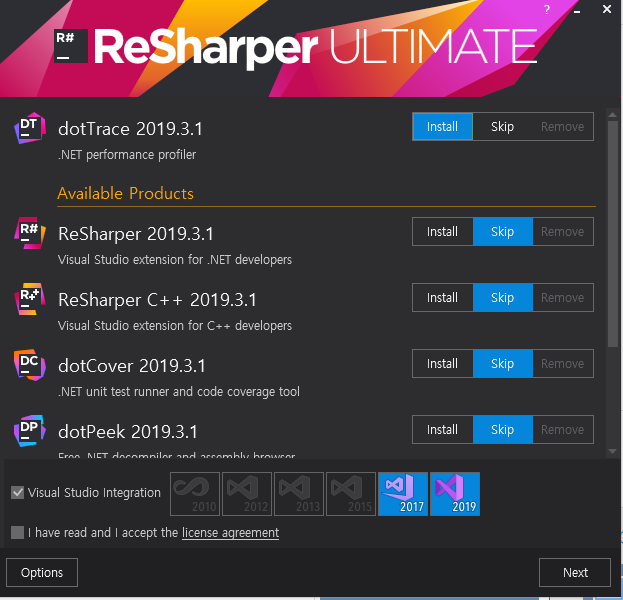 ?
R# ReSharper ULTIMATE
DT
dotTrace 2019.3.1
Install Skip Remove
.NET performance profiler
Available Products
R#
ReSharper 2019.3.1
Install Skip Remove
Visual Studio extension for .NET developers
R++
ReSharper C++ 2019.3.1
Install Skip Remove
Visual Studio extension for C++ developers
DC
dotCover 2019.3.1
Install Skip Remove
.NET unit test runner and code coverage tool
DP
dotPeek 2019.3.1
Install Skip Remove
Free .NET decompiler and assembly browser
Visual Studio Integration 2010 2012 2013 2015 2017 2019
I have read and I accept the license agreement
Options Next